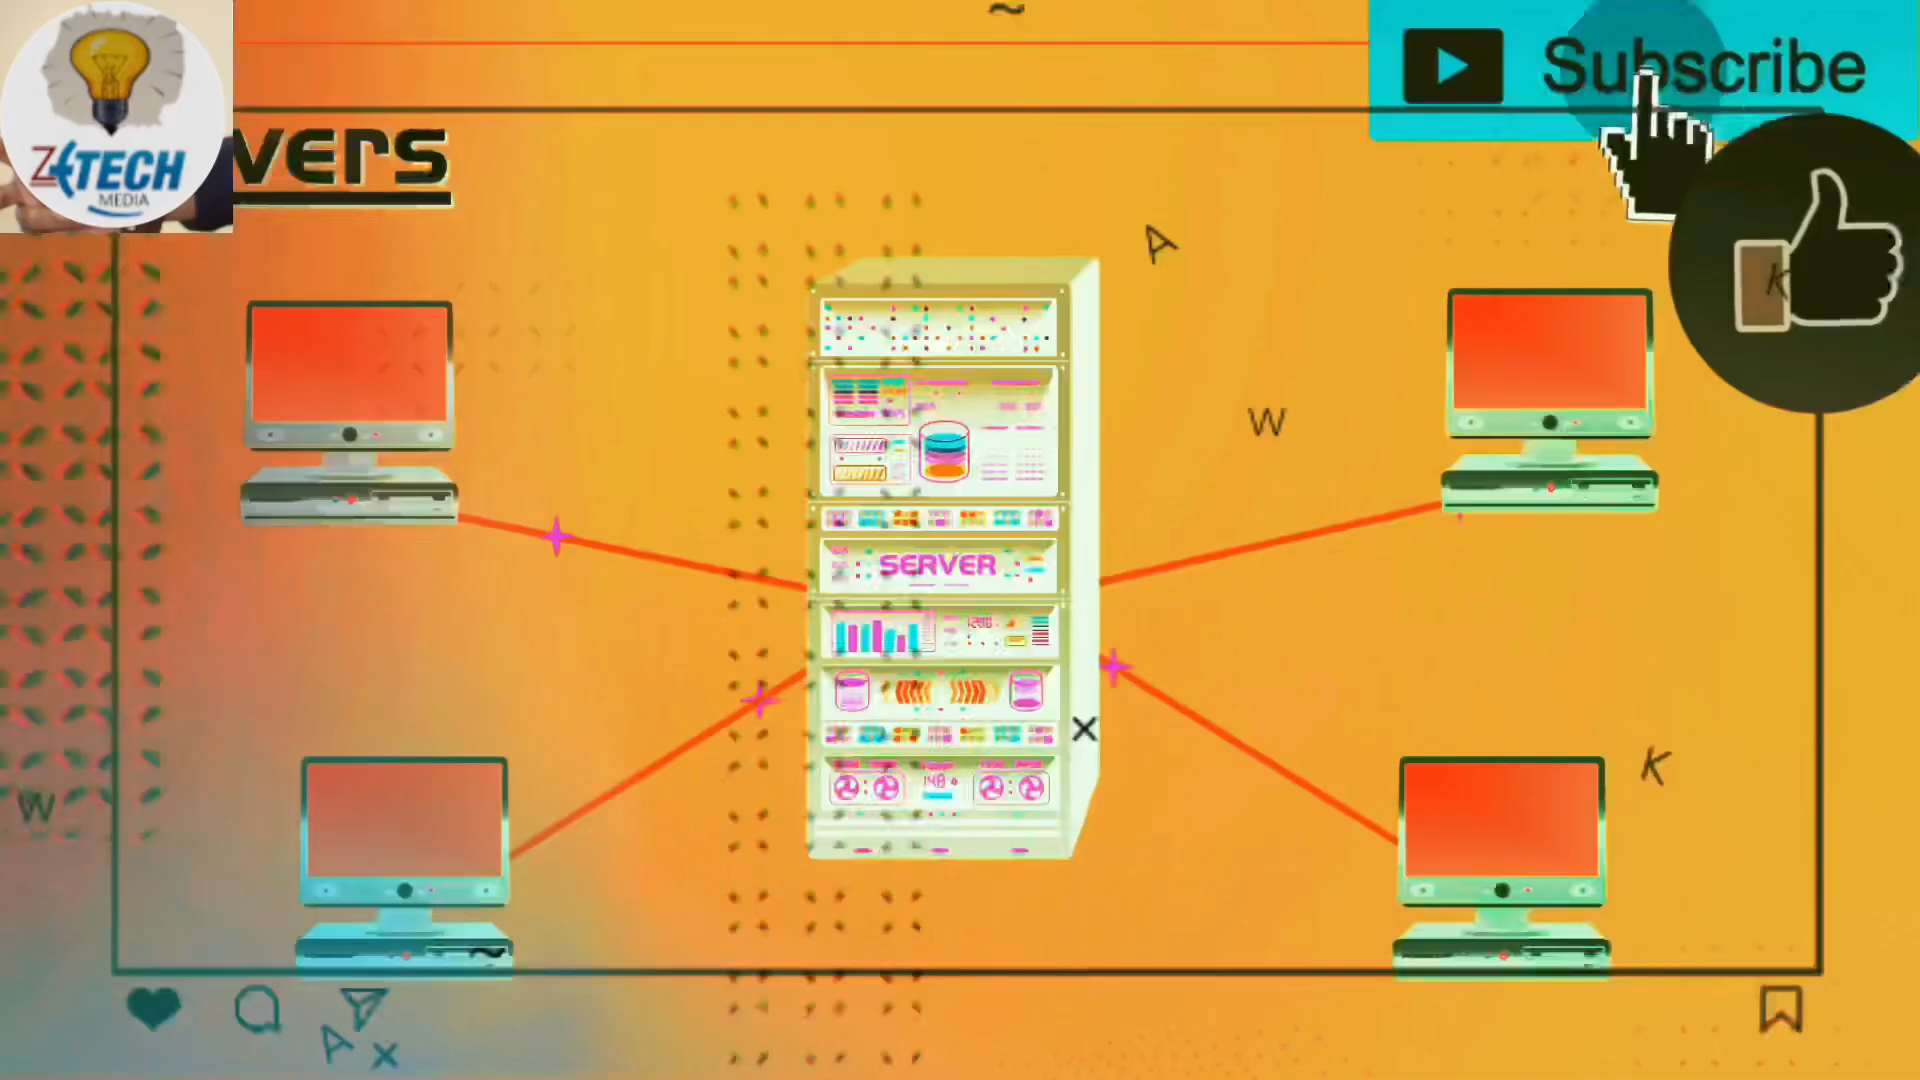 ~
Subscribe
Z TECH
MEDIA
VERS
A
K
W
SERVER
X
K
W
A
X